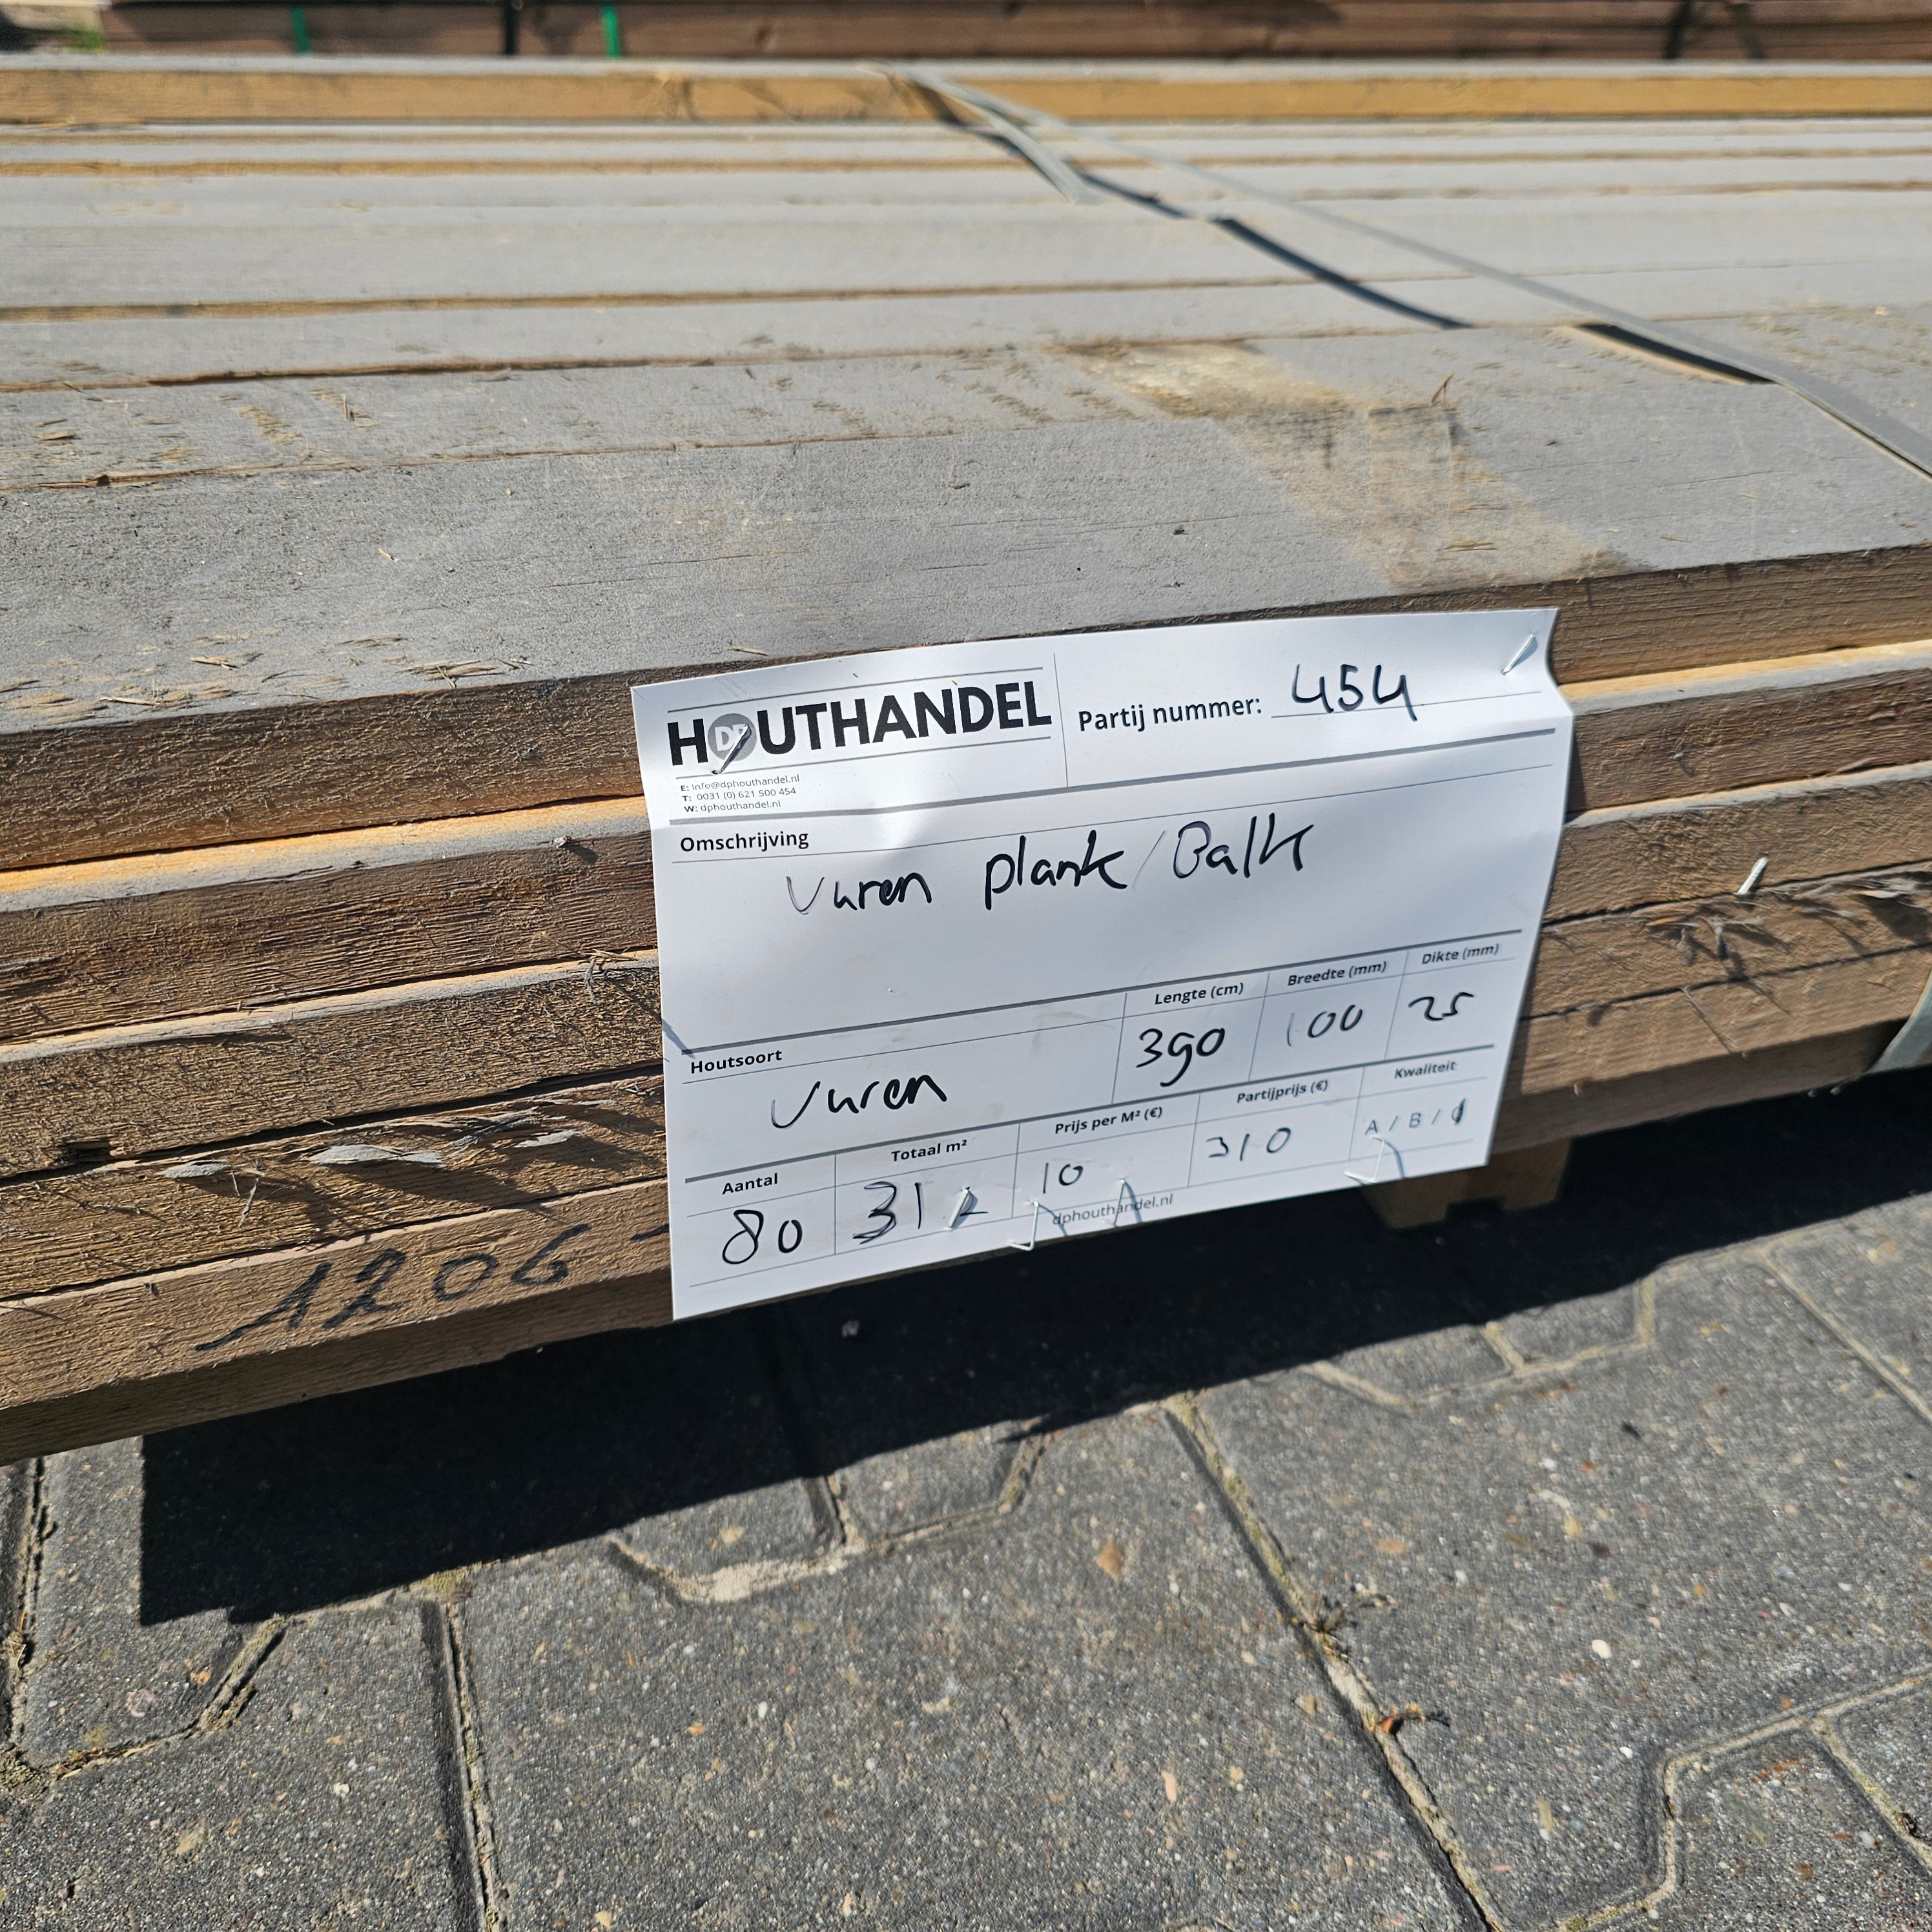 HOUTHANDEL
Partij nummer: 454
E: info@dphouthandel.nl
T: 0031 (0) 621 500 454
W: dphouthandel.nl
Omschrijving
Vuren plank / Balk
Houtsoort
Vuren
Lengte (cm)
390
Breedte (mm)
100
Dikte (mm)
25
Aantal
80
Totaal m²
31,2
Prijs per M² (€)
10
Partijprijs (€)
310
Kwaliteit
A / B / C
dphouthandel.nl
1206